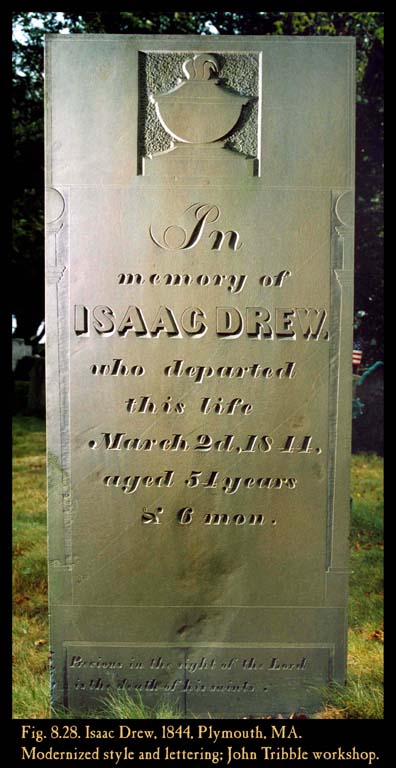 In
memory of
ISAAC DREW,
who departed
this life
March 2d, 1844,
aged 54 years
& 6 mon.
Precious in the sight of the Lord
is the death of his saints.
Fig. 8.28. Isaac Drew, 1844, Plymouth, MA.
Modernized style and lettering; John Tribble workshop.